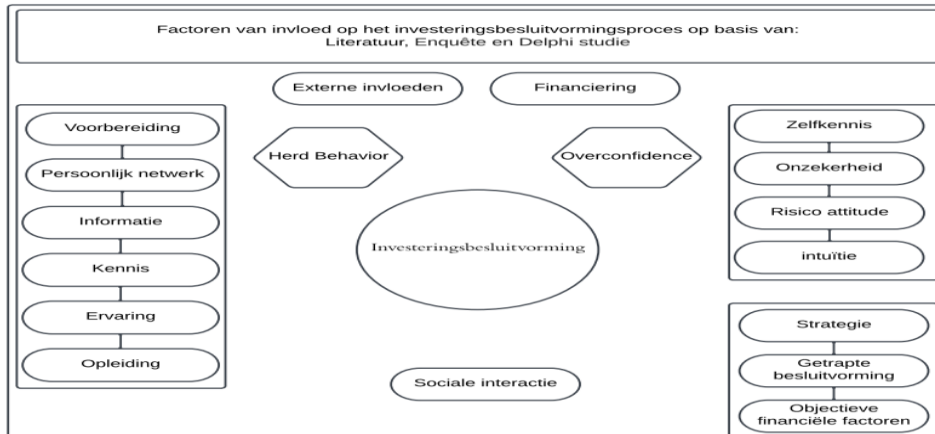 Factoren van invloed op het investeringsbesluitvormingsproces op basis van:
Literatuur, Enquête en Delphi studie
Externe invloeden
Financiering
Voorbereiding
Persoonlijk netwerk
Informatie
Kennis
Ervaring
Opleiding
Herd Behavior
Overconfidence
Investeringsbesluitvorming
Sociale interactie
Zelfkennis
Onzekerheid
Risico attitude
intuïtie
Strategie
Getrapte
besluitvorming
Objectieve
financiële factoren